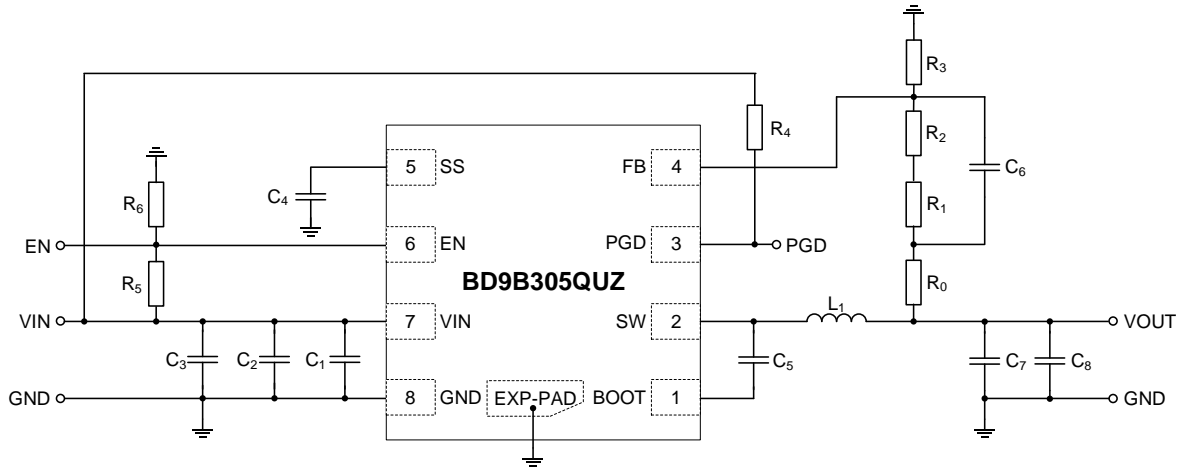 R3
R4
R2
C6
5 SS
FB 4
C4
R6
R1
EN
6 EN
PGD 3
PGD
BD9B305QUZ
R5
R0
L1
VIN
7 VIN
SW 2
VOUT
C3
C2
C1
C5
C7
C8
GND
8 GND
EXP-PAD
BOOT 1
GND